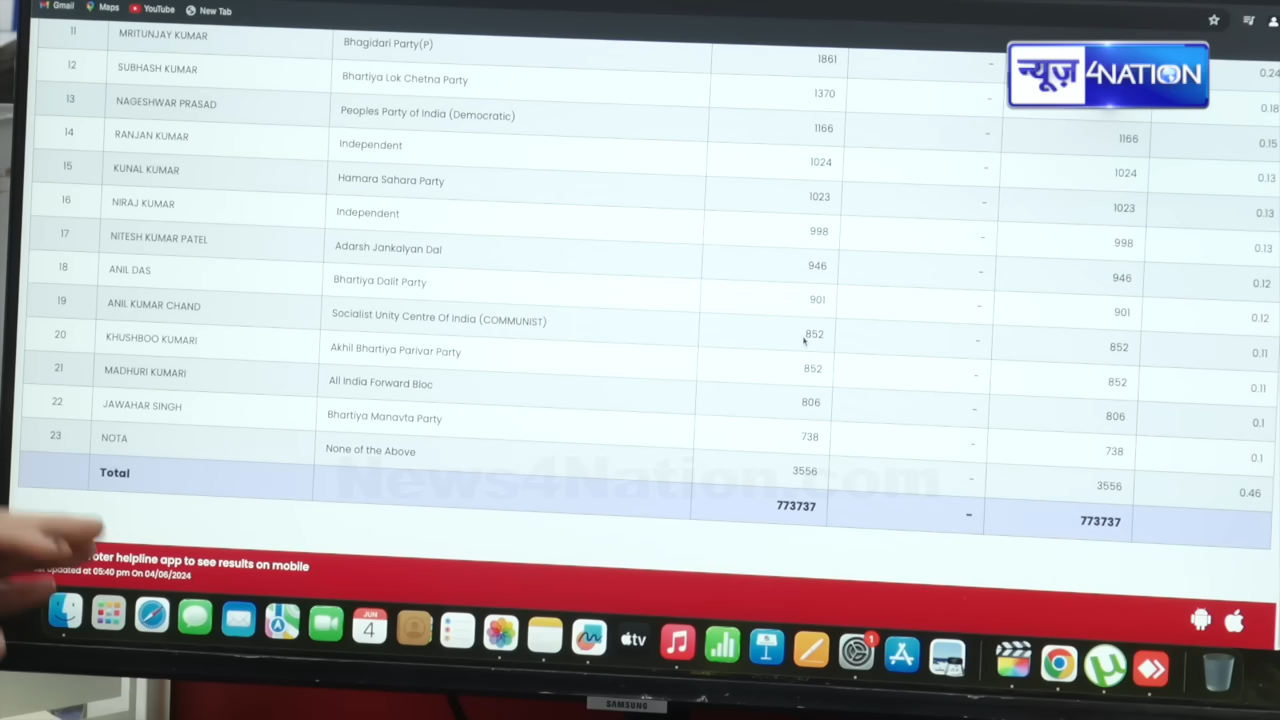 Gmail Maps YouTube New Tab
11 MRITUNJAY KUMAR Bhagidari Party(P) 1861 - 0.24
12 SUBHASH KUMAR Bhartiya Lok Chetna Party 1370 - 0.18
13 NAGESHWAR PRASAD Peoples Party of India (Democratic) 1166 - 1166 0.15
14 RANJAN KUMAR Independent 1024 - 1024 0.13
15 KUNAL KUMAR Hamara Sahara Party 1023 - 1023 0.13
16 NIRAJ KUMAR Independent 998 - 998 0.13
17 NITESH KUMAR PATEL Adarsh Jankalyan Dal 946 - 946 0.12
18 ANIL DAS Bhartiya Dalit Party 901 - 901 0.12
19 ANIL KUMAR CHAND Socialist Unity Centre Of India (COMMUNIST) 852 - 852 0.11
20 KHUSHBOO KUMARI Akhil Bhartiya Parivar Party 852 - 852 0.11
21 MADHURI KUMARI All India Forward Bloc 806 - 806 0.1
22 JAWAHAR SINGH Bhartiya Manavta Party 738 - 738 0.1
23 NOTA None of the Above 3556 - 3556 0.46
Total 773737 - 773737
न्यूज़ 4NATION
News4Nation.com
oter helpline app to see results on mobile
updated at 05:40 pm On 04/06/2024
JUN
4
tv
1
SAMSUNG